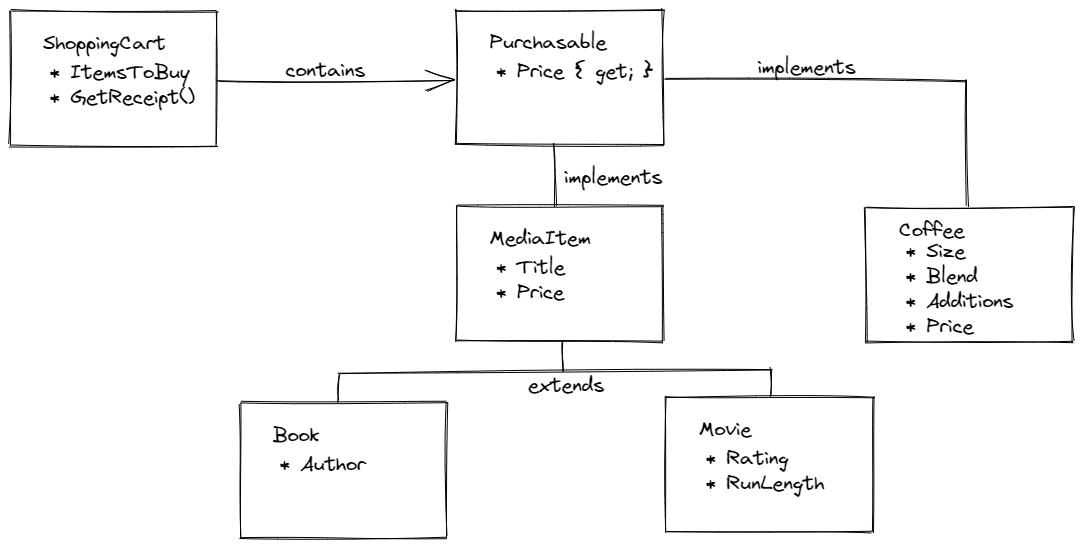 ShoppingCart
* ItemsToBuy
* GetReceipt()
contains
Purchasable
* Price { get; }
implements
implements
MediaItem
* Title
* Price
Coffee
* Size
* Blend
* Additions
* Price
extends
Book
* Author
Movie
* Rating
* RunLength